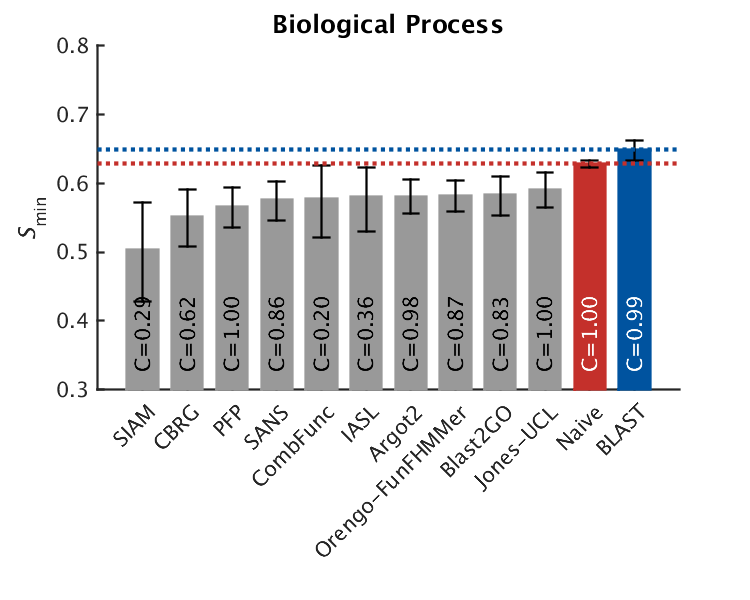 Biological Process
0.8
0.7
0.6
0.5
0.4
0.3
Smin
C=0.29
C=0.62
C=1.00
C=0.86
C=0.20
C=0.36
C=0.98
C=0.87
C=0.83
C=1.00
C=1.00
C=0.99
SIAM
CBRG
PFP
SANS
CombFunc
IASL
Argot2
Orengo-FunFHMMer
Blast2GO
Jones-UCL
Naive
BLAST